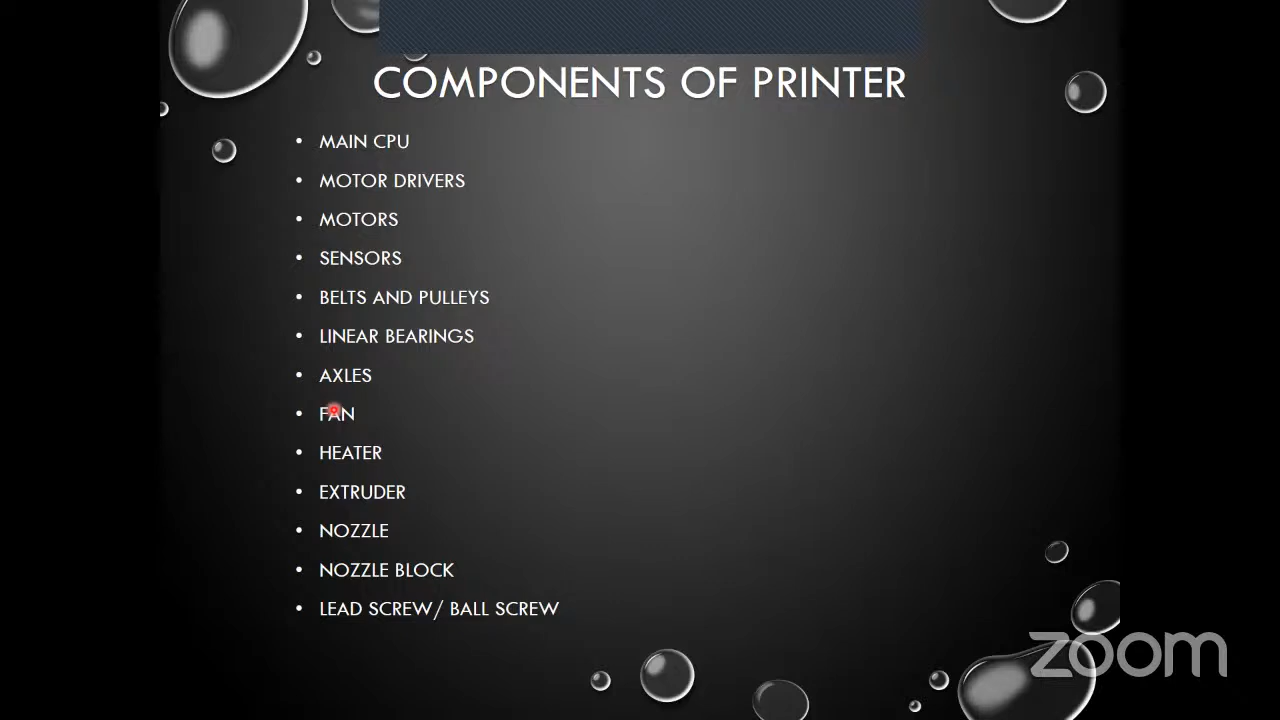 COMPONENTS OF PRINTER
• MAIN CPU
• MOTOR DRIVERS
• MOTORS
• SENSORS
• BELTS AND PULLEYS
• LINEAR BEARINGS
• AXLES
• FAN
• HEATER
• EXTRUDER
• NOZZLE
• NOZZLE BLOCK
• LEAD SCREW/ BALL SCREW
zoom